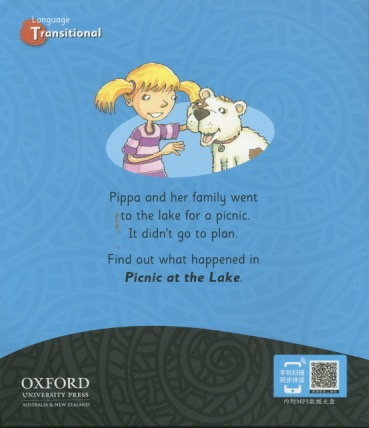 Language
Transitional
Pippa and her family went
to the lake for a picnic.
It didn't go to plan.
Find out what happened in
Picnic at the Lake.
OXFORD
UNIVERSITY PRESS
AUSTRALIA & NEW ZEALAND
手机扫描
同步伴读
内附MP3数据光盘